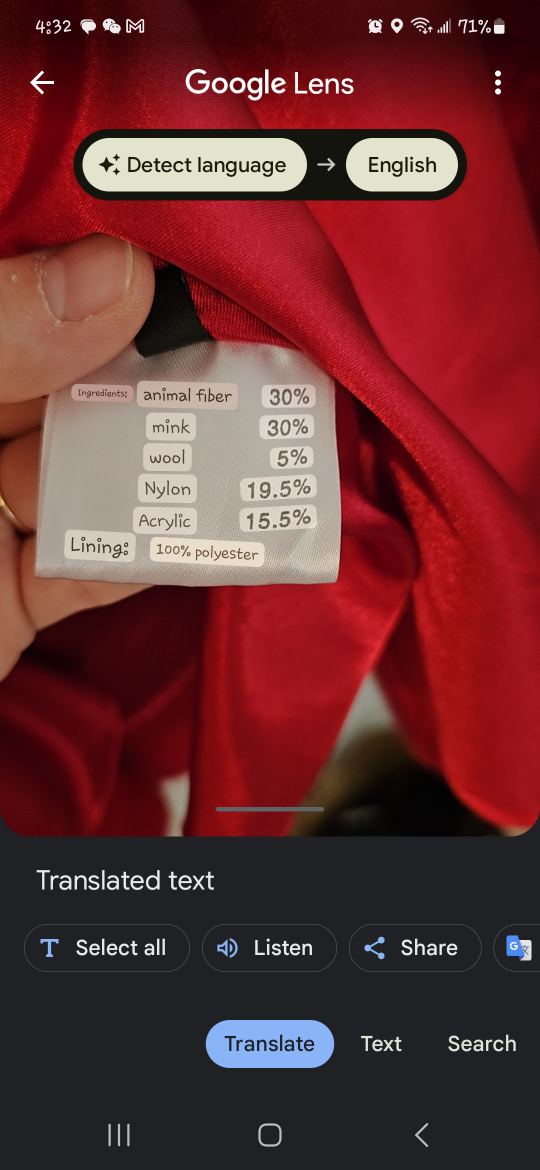 4:32 71%
Google Lens
Detect language → English
Ingredients: animal fiber 30%
mink 30%
wool 5%
Nylon 19.5%
Acrylic 15.5%
Lining: 100% polyester
Translated text
Select all Listen Share
Translate Text Search